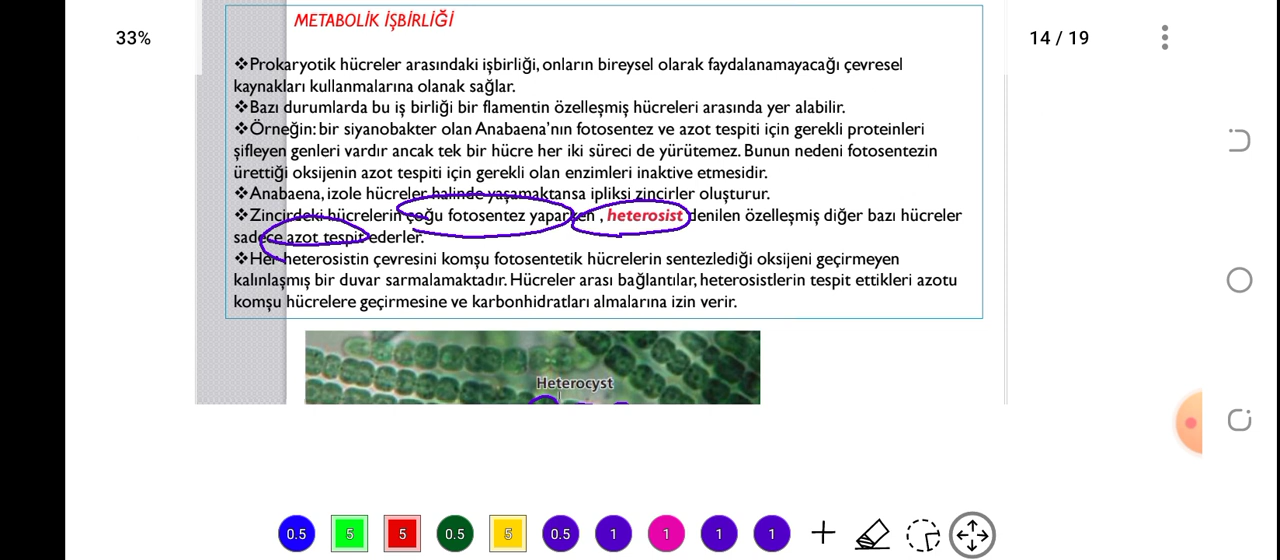 METABOLİK İŞBİRLİĞİ
33%
14 / 19
❖Prokaryotik hücreler arasındaki işbirliği, onların bireysel olarak faydalanamayacağı çevresel
kaynakları kullanmalarına olanak sağlar.
❖Bazı durumlarda bu iş birliği bir flamentin özelleşmiş hücreleri arasında yer alabilir.
❖Örneğin: bir siyanobakter olan Anabaena'nın fotosentez ve azot tespiti için gerekli proteinleri
şifleyen genleri vardır ancak tek bir hücre her iki süreci de yürütemez. Bunun nedeni fotosentezin
ürettiği oksijenin azot tespiti için gerekli olan enzimleri inaktive etmesidir.
❖Anabaena, izole hücreler halinde yaşamaktansa ipliksi zincirler oluşturur.
❖Zincirdeki hücrelerin çoğu fotosentez yaparken , heterosist denilen özelleşmiş diğer bazı hücreler
sadece azot tespit ederler.
❖Her heterosistin çevresini komşu fotosentetik hücrelerin sentezlediği oksijeni geçirmeyen
kalınlaşmış bir duvar sarmalamaktadır. Hücreler arası bağlantılar, heterosistlerin tespit ettikleri azotu
komşu hücrelere geçirmesine ve karbonhidratları almalarına izin verir.
Heterocyst
0.5 5 5 0.5 5 0.5 1 1 1 1